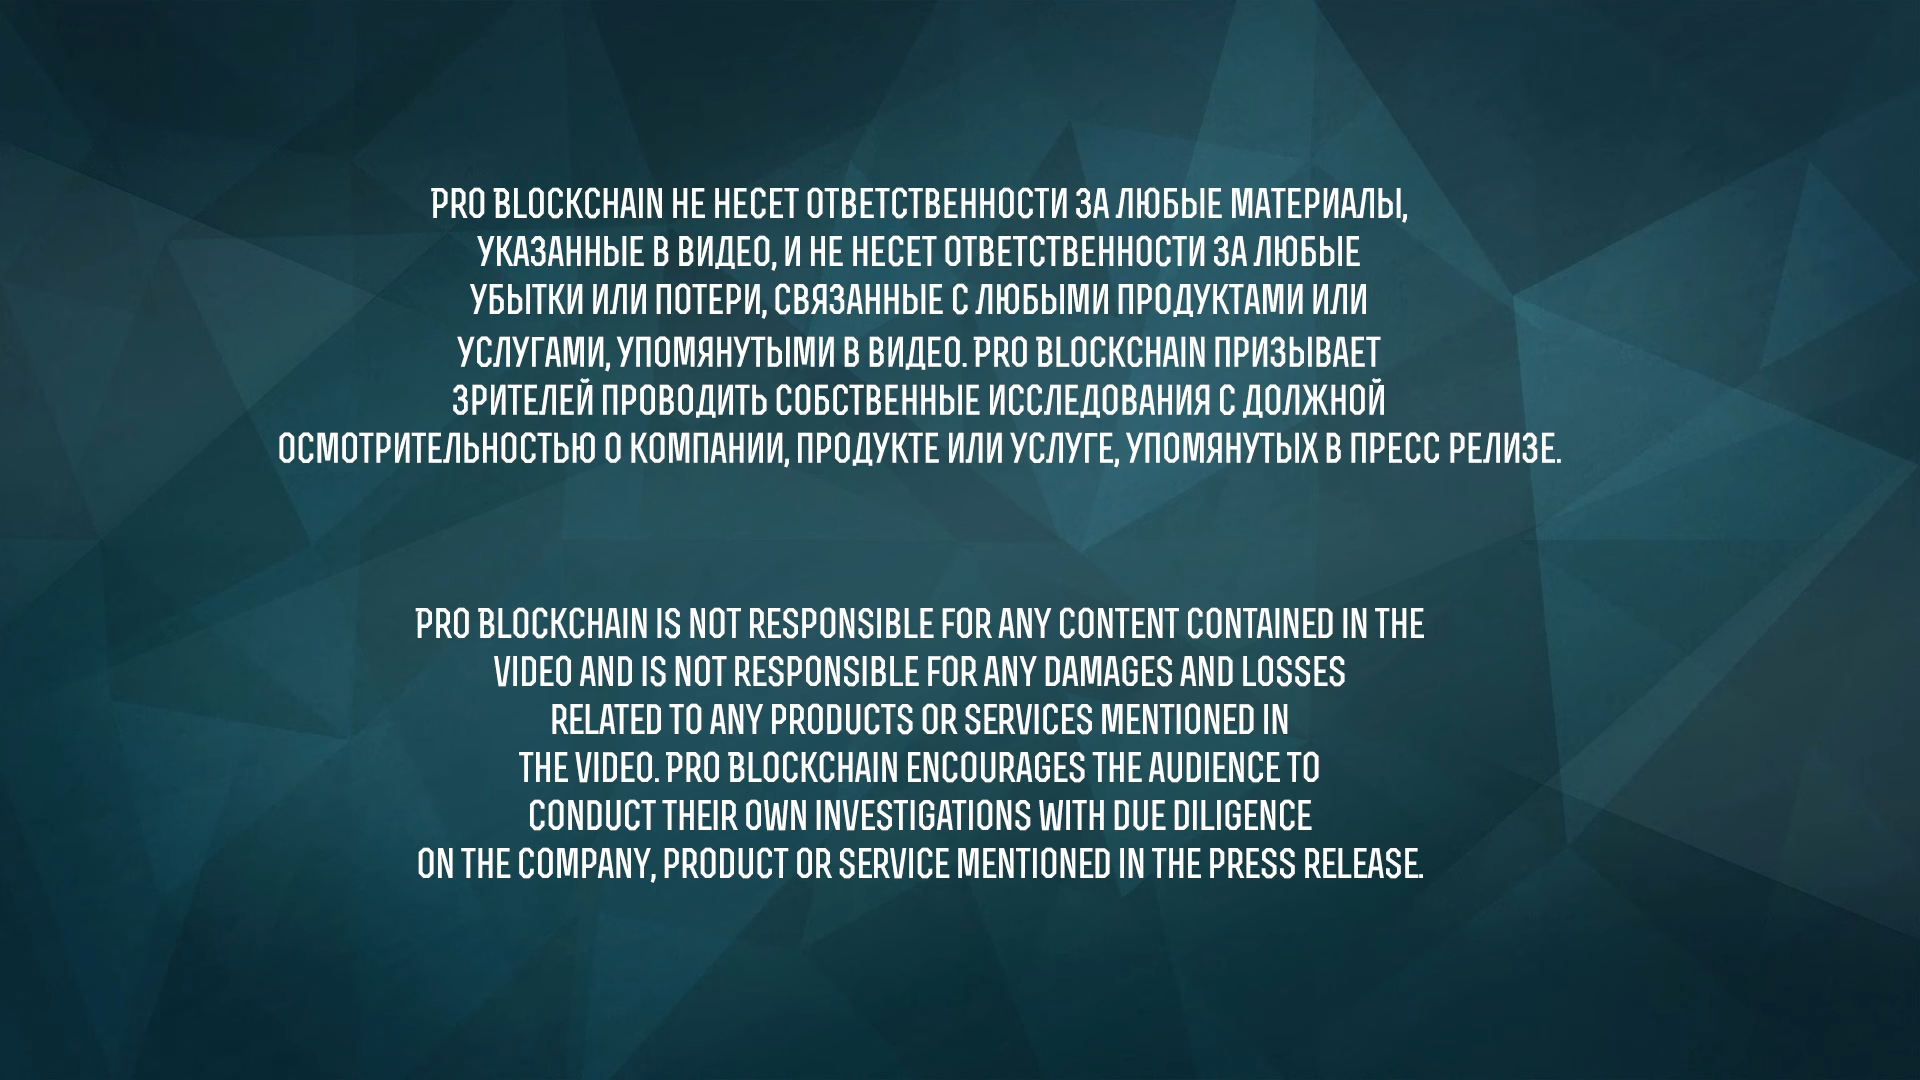 PRO BLOCKCHAIN НЕ НЕСЕТ ОТВЕТСТВЕННОСТИ ЗА ЛЮБЫЕ МАТЕРИАЛЫ,
УКАЗАННЫЕ В ВИДЕО, И НЕ НЕСЕТ ОТВЕТСТВЕННОСТИ ЗА ЛЮБЫЕ
УБЫТКИ ИЛИ ПОТЕРИ, СВЯЗАННЫЕ С ЛЮБЫМИ ПРОДУКТАМИ ИЛИ
УСЛУГАМИ, УПОМЯНУТЫМИ В ВИДЕО. PRO BLOCKCHAIN ПРИЗЫВАЕТ
ЗРИТЕЛЕЙ ПРОВОДИТЬ СОБСТВЕННЫЕ ИССЛЕДОВАНИЯ С ДОЛЖНОЙ
ОСМОТРИТЕЛЬНОСТЬЮ О КОМПАНИИ, ПРОДУКТЕ ИЛИ УСЛУГЕ, УПОМЯНУТЫХ В ПРЕСС РЕЛИЗЕ.
PRO BLOCKCHAIN IS NOT RESPONSIBLE FOR ANY CONTENT CONTAINED IN THE
VIDEO AND IS NOT RESPONSIBLE FOR ANY DAMAGES AND LOSSES
RELATED TO ANY PRODUCTS OR SERVICES MENTIONED IN
THE VIDEO. PRO BLOCKCHAIN ENCOURAGES THE AUDIENCE TO
CONDUCT THEIR OWN INVESTIGATIONS WITH DUE DILIGENCE
ON THE COMPANY, PRODUCT OR SERVICE MENTIONED IN THE PRESS RELEASE.